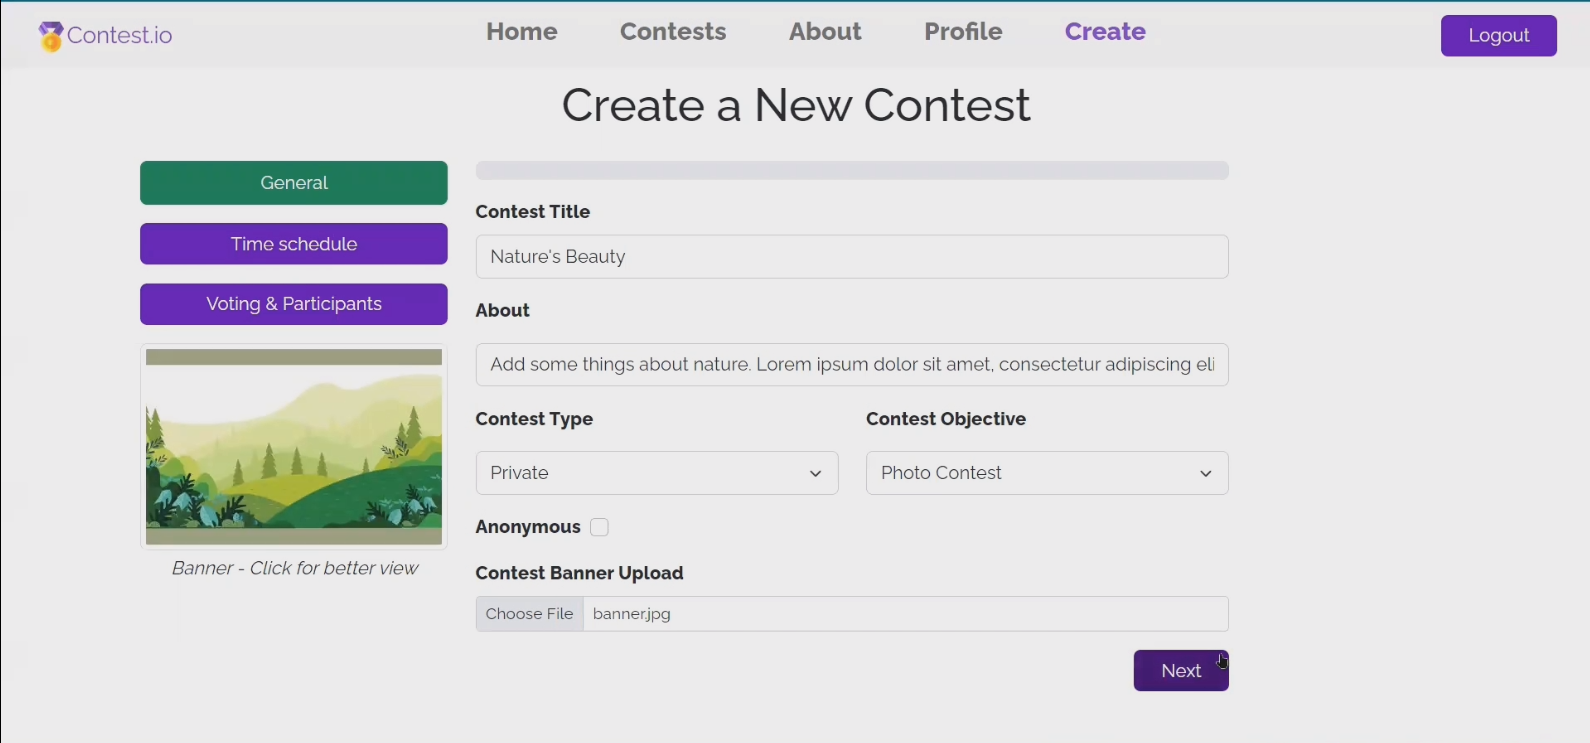 Contest.io
Home Contests About Profile Create
Logout
Create a New Contest
General
Time schedule
Voting & Participants
Banner - Click for better view
Contest Title
Nature's Beauty
About
Add some things about nature. Lorem ipsum dolor sit amet, consectetur adipiscing eli
Contest Type
Private
Contest Objective
Photo Contest
Anonymous
Contest Banner Upload
Choose File banner.jpg
Next